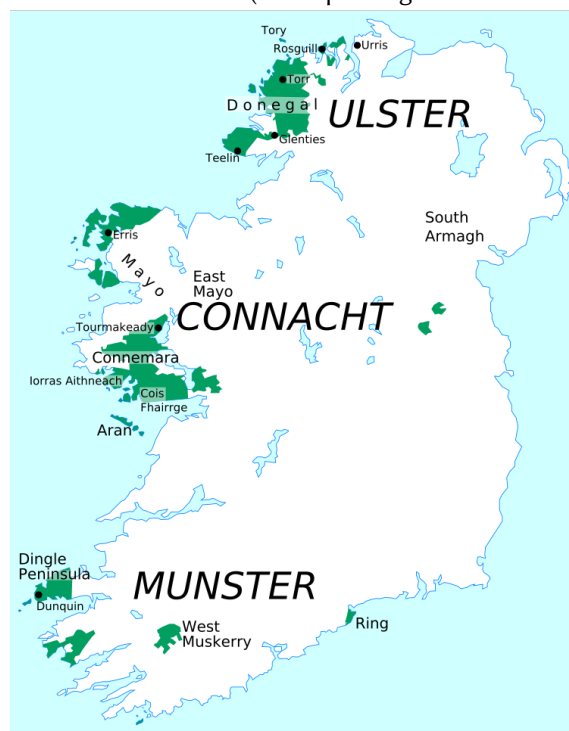 Tory
Rosguill
Urris
Torr
Donegal
ULSTER
Glenties
Teelin
South
Armagh
Erris
Mayo
East
Mayo
CONNACHT
Tourmakeady
Connemara
Iorras Aithneach
Cois
Fhairrge
Aran
Dingle
Peninsula
MUNSTER
Dunquin
West
Muskerry
Ring